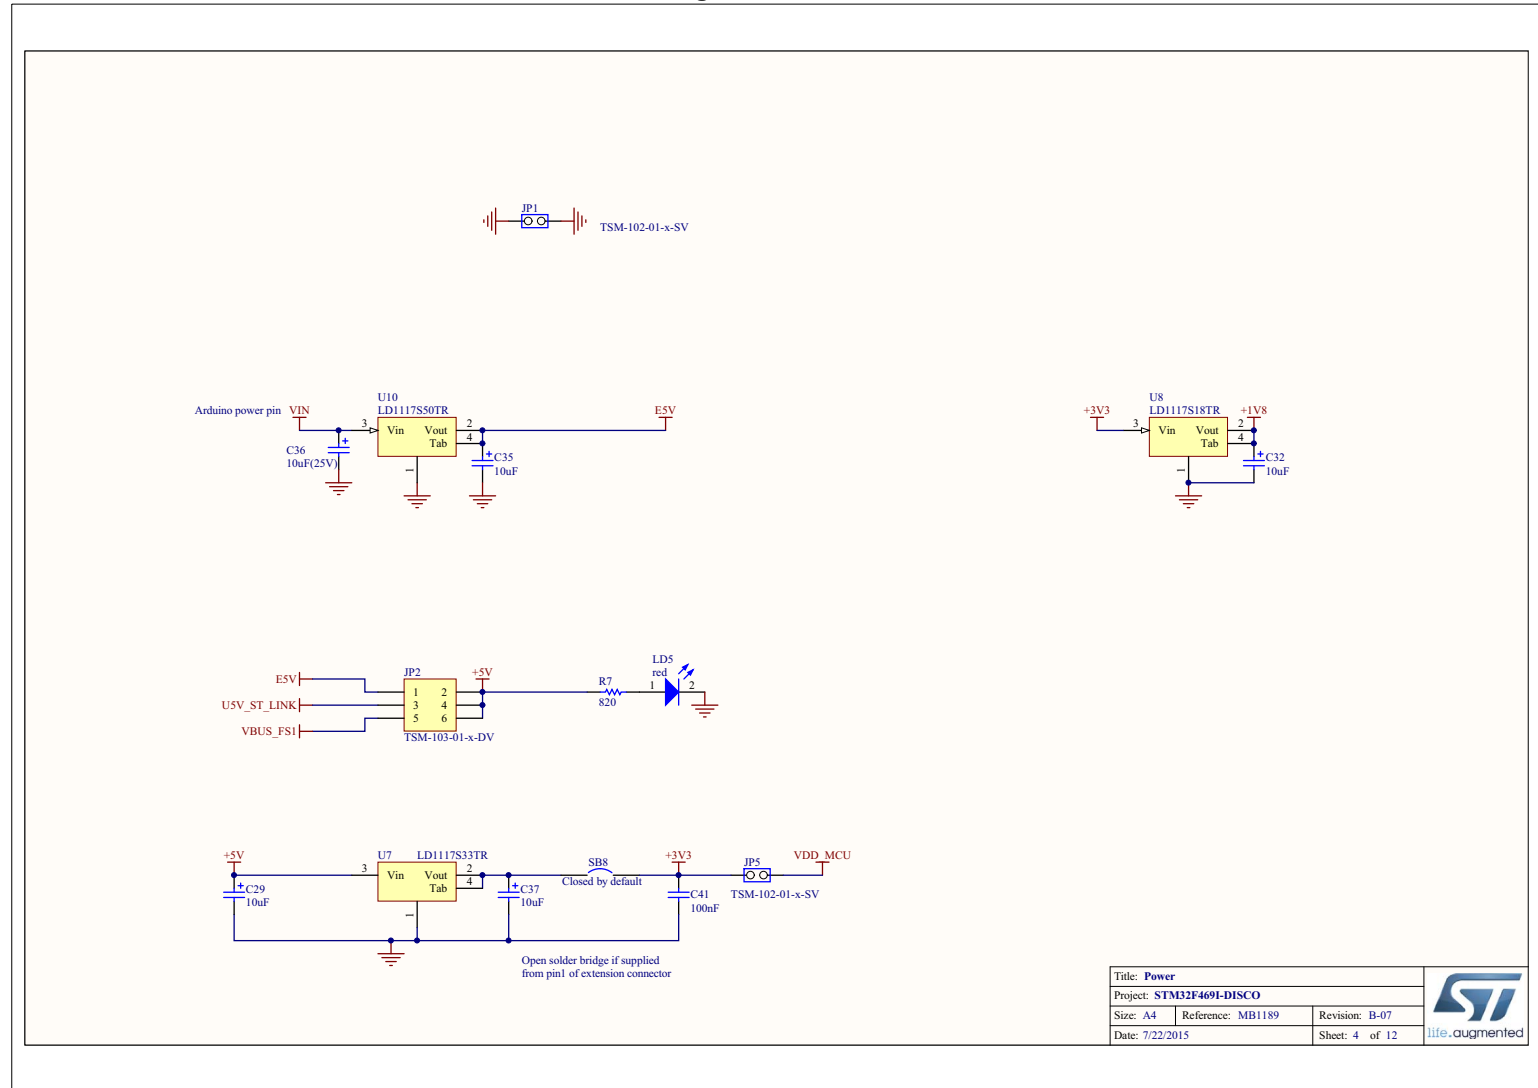 JP1
TSM-102-01-x-SV
U10
LD1117S50TR
Arduino power pin VIN
E5V
3 Vin Vout 2
Tab 4
1
C36
10uF(25V)
+
+
C35
10uF
U8
LD1117S18TR
+3V3
+1V8
3 Vin Vout 2
Tab 4
1
+
C32
10uF
E5V
U5V_ST_LINK
VBUS_FS1
JP2
+5V
1 2
3 4
5 6
TSM-103-01-x-DV
R7
820
LD5
red
1 2
+5V
U7 LD1117S33TR
3 Vin Vout 2
Tab 4
1
+
C29
10uF
+
C37
10uF
SB8
Closed by default
+3V3
C41
100nF
JP5
TSM-102-01-x-SV
VDD_MCU
Open solder bridge if supplied
from pin1 of extension connector
Title: Power
Project: STM32F469I-DISCO
Size: A4 Reference: MB1189 Revision: B-07
Date: 7/22/2015 Sheet: 4 of 12
ST
life.augmented